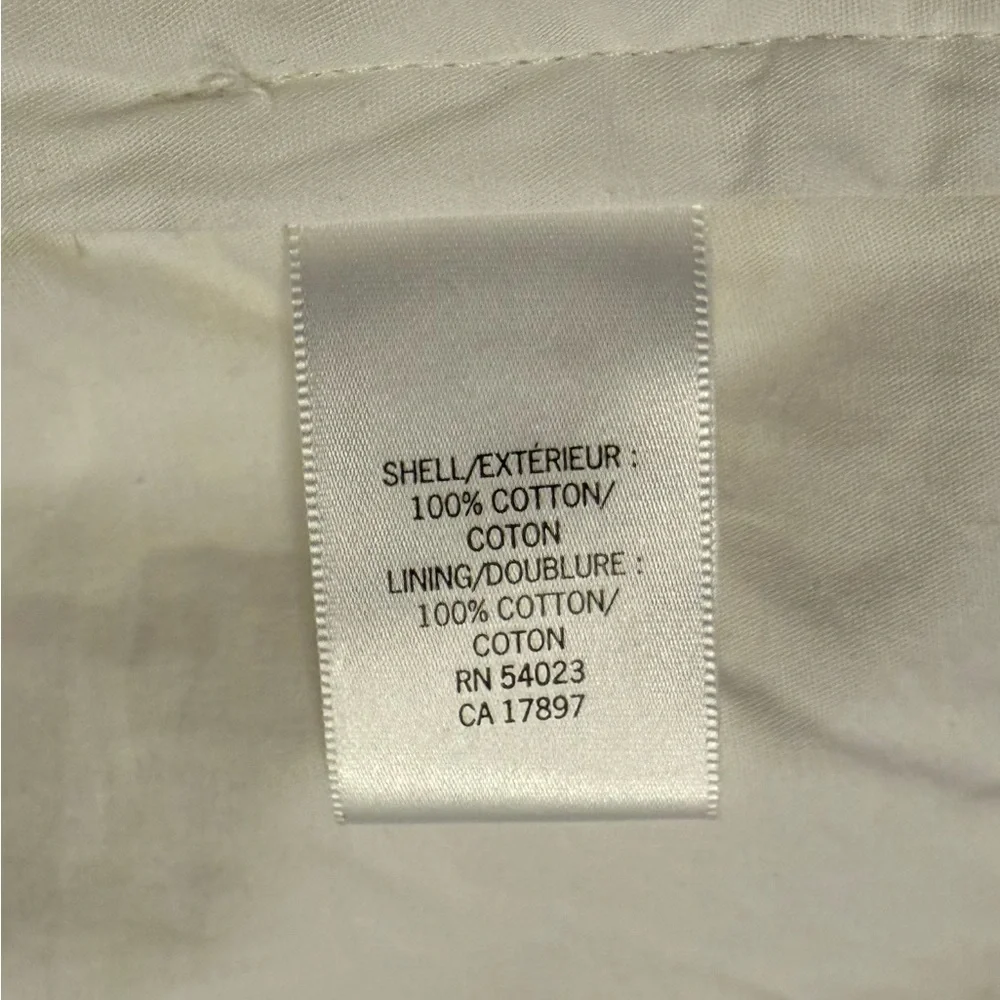 SHELL/EXTÉRIEUR :
100% COTTON/
COTON
LINING/DOUBLURE :
100% COTTON/
COTON
RN 54023
CA 17897